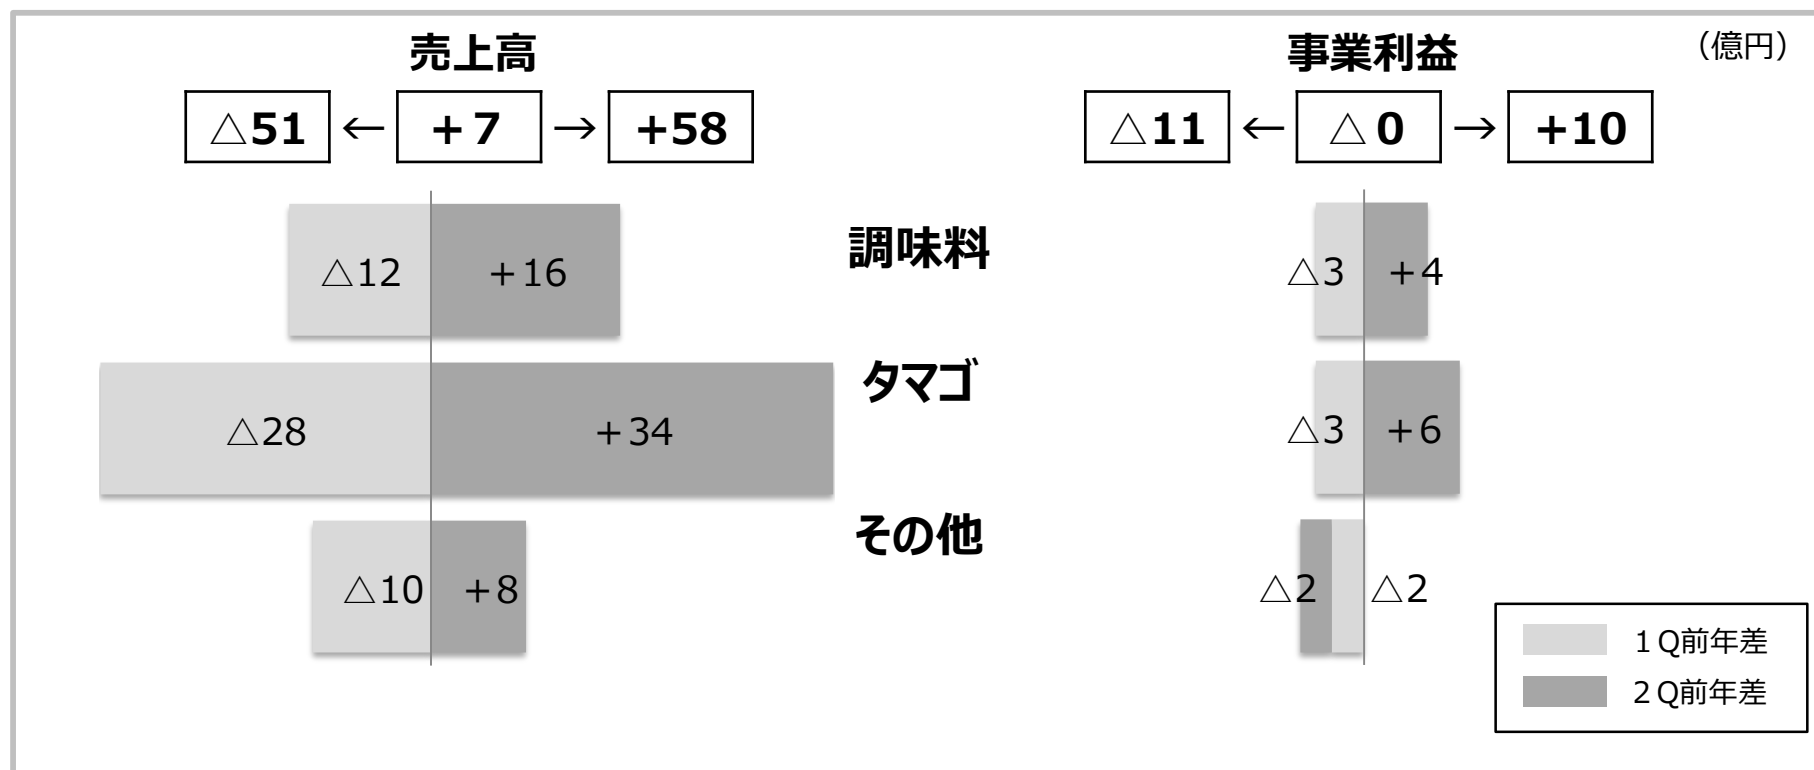 売上高
△51 ← +7 → +58
事業利益
(億円)
△11 ← △0 → +10
△12 +16
調味料
△3 +4
△28 +34
タマゴ
△3 +6
△10 +8
その他
△2 △2
1Q前年差
2Q前年差